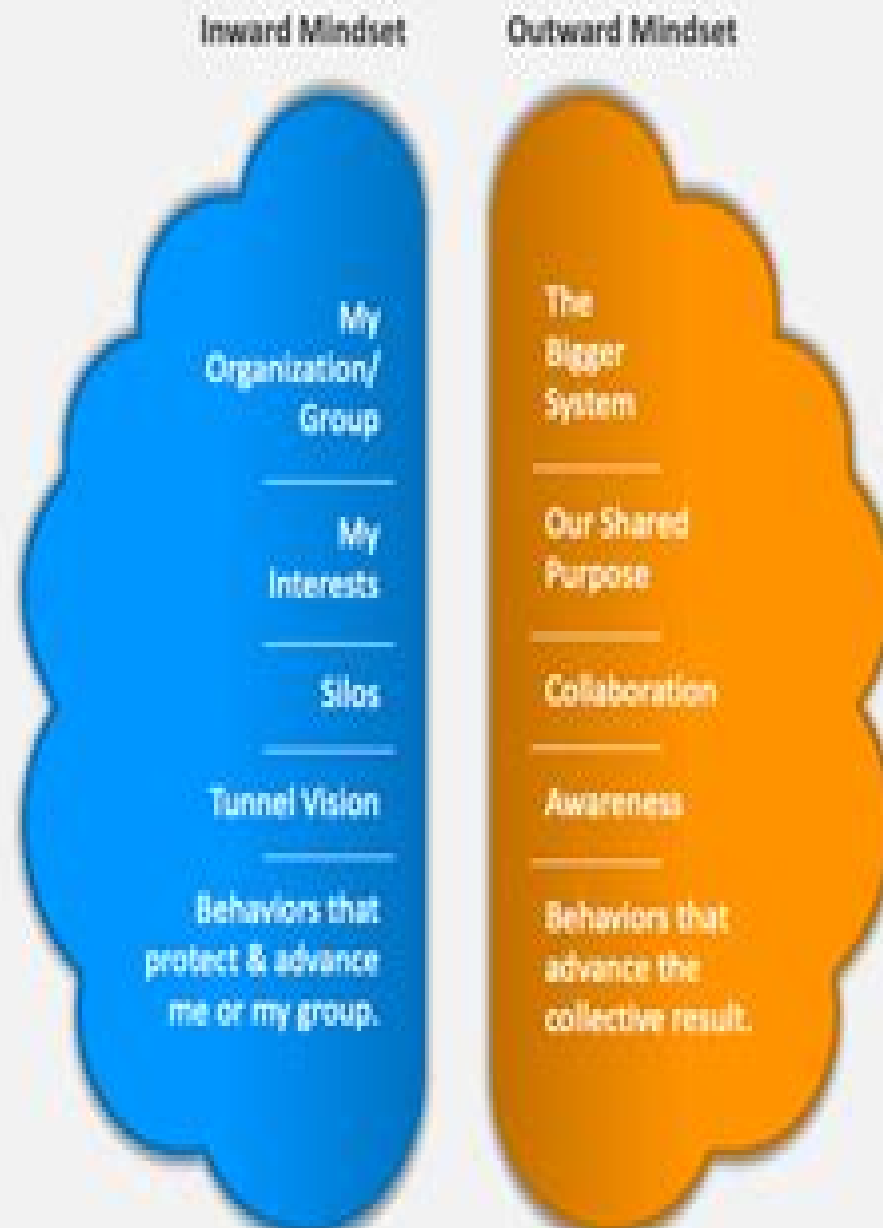 Inward Mindset
Outward Mindset
My
Organization/
Group
My
Interests
Silos
Tunnel Vision
Behaviors that
protect & advance
me or my group.
The
Bigger
System
Our Shared
Purpose
Collaboration
Awareness
Behaviors that
advance the
collective result.